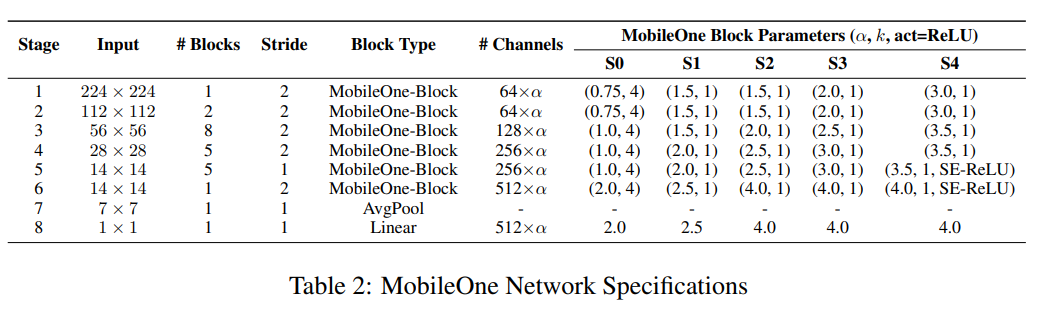 Stage Input # Blocks Stride Block Type # Channels MobileOne Block Parameters (α, k, act=ReLU)
S0 S1 S2 S3 S4
1 224 × 224 1 2 MobileOne-Block 64×α (0.75, 4) (1.5, 1) (1.5, 1) (2.0, 1) (3.0, 1)
2 112 × 112 2 2 MobileOne-Block 64×α (0.75, 4) (1.5, 1) (1.5, 1) (2.0, 1) (3.0, 1)
3 56 × 56 8 2 MobileOne-Block 128×α (1.0, 4) (1.5, 1) (2.0, 1) (2.5, 1) (3.5, 1)
4 28 × 28 5 2 MobileOne-Block 256×α (1.0, 4) (2.0, 1) (2.5, 1) (3.0, 1) (3.5, 1)
5 14 × 14 5 1 MobileOne-Block 256×α (1.0, 4) (2.0, 1) (2.5, 1) (3.0, 1) (3.5, 1, SE-ReLU)
6 14 × 14 1 2 MobileOne-Block 512×α (2.0, 4) (2.5, 1) (4.0, 1) (4.0, 1) (4.0, 1, SE-ReLU)
7 7 × 7 1 1 AvgPool - - - - - -
8 1 × 1 1 1 Linear 512×α 2.0 2.5 4.0 4.0 4.0
Table 2: MobileOne Network Specifications